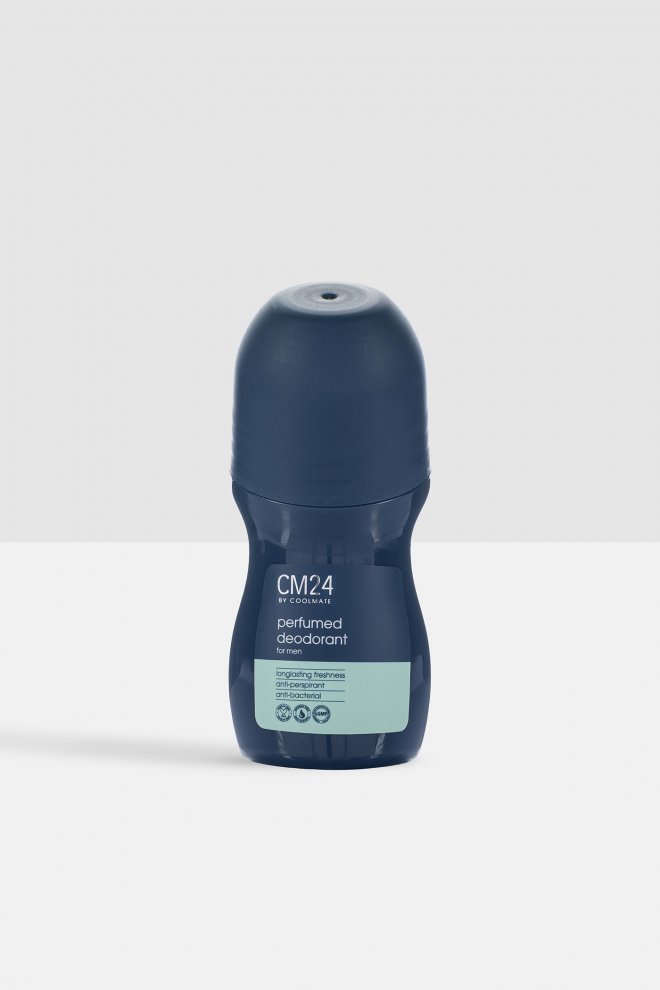 CM24
BY COOLMATE
perfumed
deodorant
for men
longlasting freshness
anti-perspirant
anti-bacterial